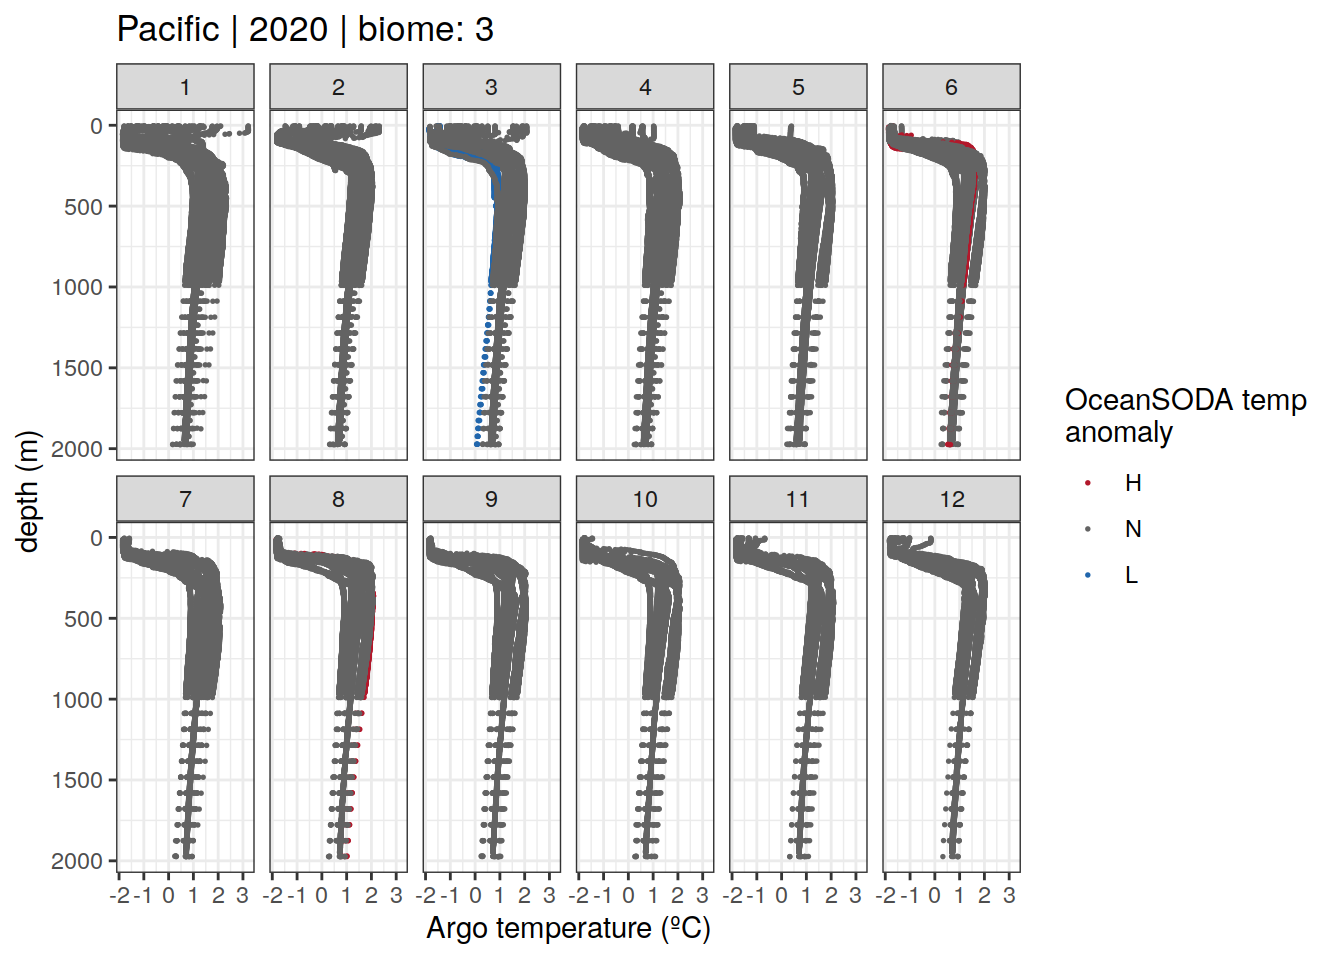 Pacific | 2020 | biome: 3
1 2 3 4 5 6
0
500
1000
1500
2000
7 8 9 10 11 12
0
500
1000
1500
2000
-2 -1 0 1 2 3 -2 -1 0 1 2 3 -2 -1 0 1 2 3 -2 -1 0 1 2 3 -2 -1 0 1 2 3 -2 -1 0 1 2 3
Argo temperature (ºC)
depth (m)
OceanSODA temp
anomaly
H
N
L